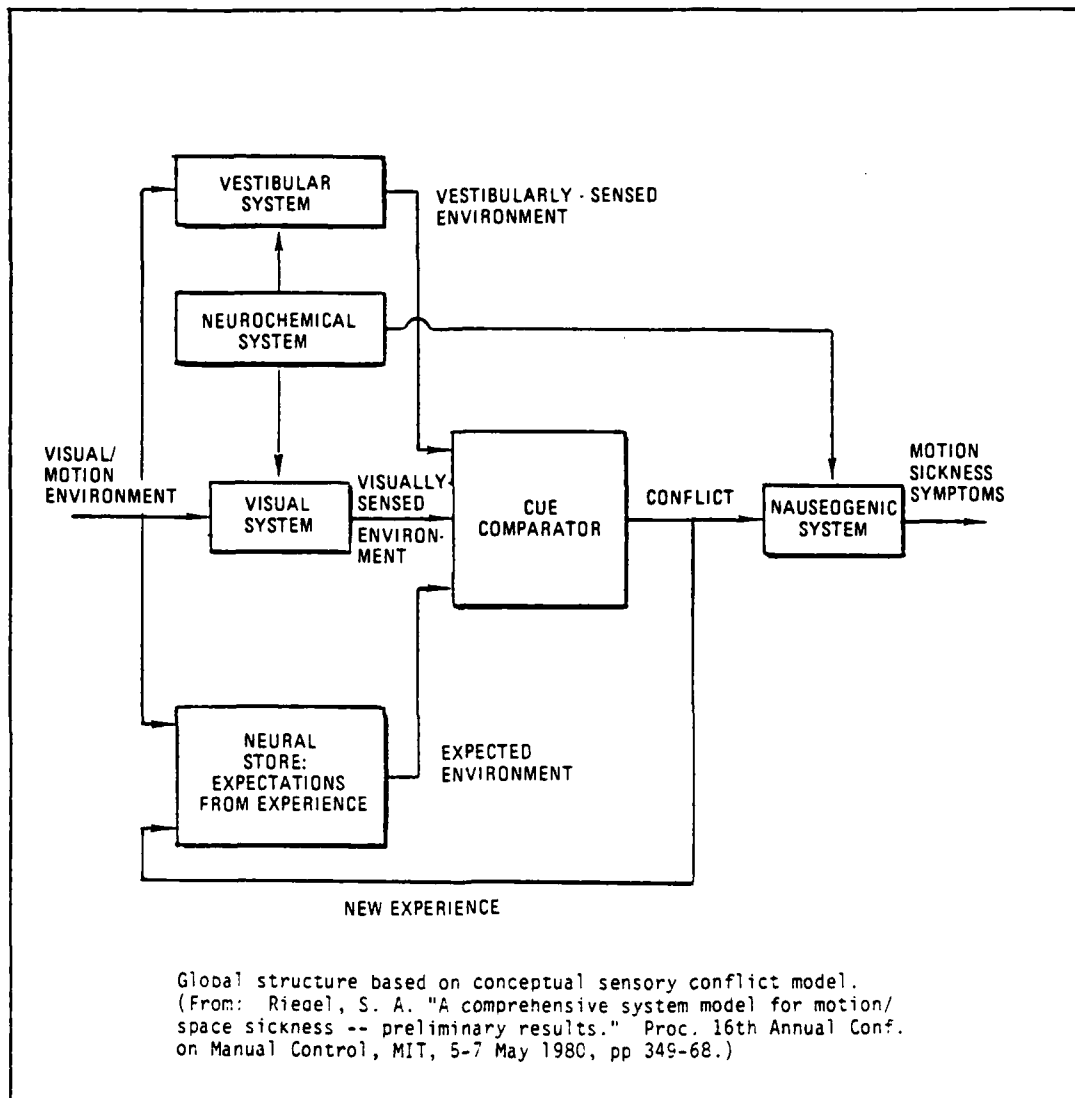 VESTIBULAR
SYSTEM
VESTIBULARLY - SENSED
ENVIRONMENT
NEUROCHEMICAL
SYSTEM
VISUAL/
MOTION
ENVIRONMENT
VISUAL
SYSTEM
VISUALLY-
SENSED
ENVIRON-
MENT
CUE
COMPARATOR
CONFLICT
NAUSEOGENIC
SYSTEM
MOTION
SICKNESS
SYMPTOMS
NEURAL
STORE:
EXPECTATIONS
FROM EXPERIENCE
EXPECTED
ENVIRONMENT
NEW EXPERIENCE
Global structure based on conceptual sensory conflict model.
(From: Riedel, S. A. "A comprehensive system model for motion/
space sickness -- preliminary results." Proc. 16th Annual Conf.
on Manual Control, MIT, 5-7 May 1980, pp 349-68.)